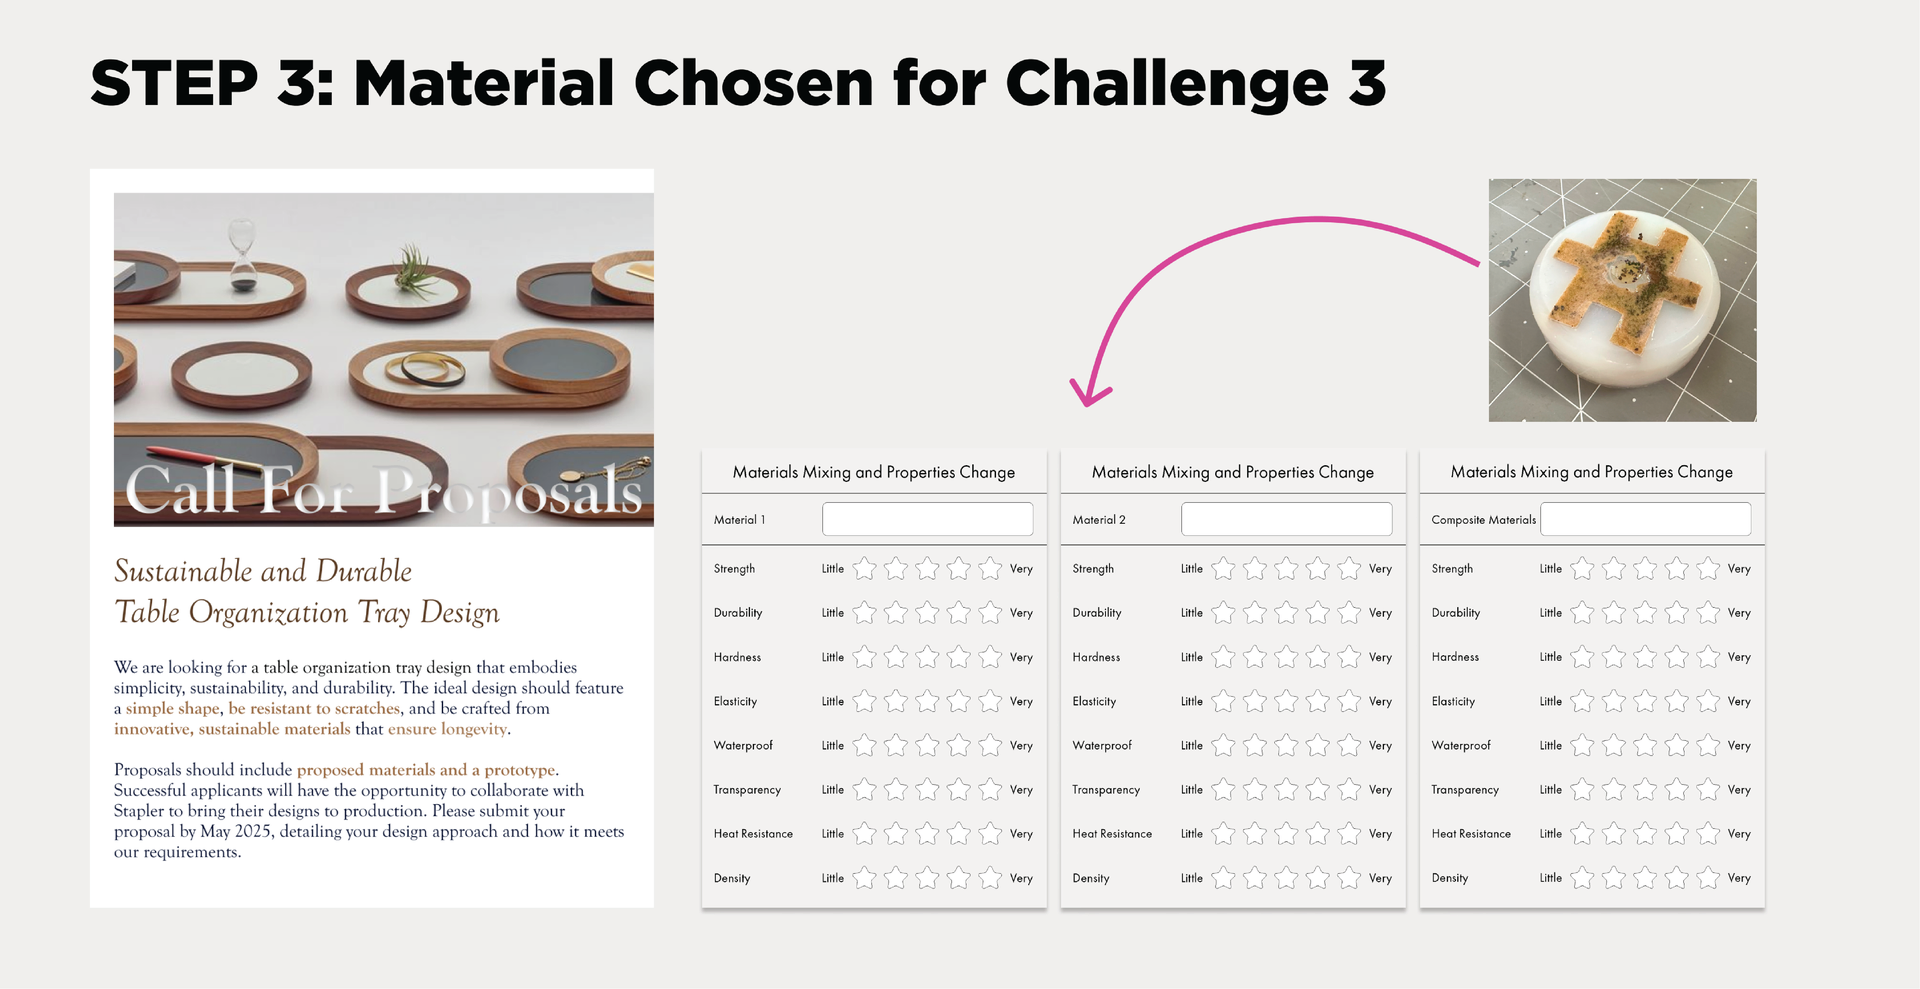 STEP 3: Material Chosen for Challenge 3
Call For Proposals
Sustainable and Durable
Table Organization Tray Design
We are looking for a table organization tray design that embodies
simplicity, sustainability, and durability. The ideal design should feature
a simple shape, be resistant to scratches, and be crafted from
innovative, sustainable materials that ensure longevity.
Proposals should include proposed materials and a prototype.
Successful applicants will have the opportunity to collaborate with
Stapler to bring their designs to production. Please submit your
proposal by May 2025, detailing your design approach and how it meets
our requirements.
Materials Mixing and Properties Change
Material 1
Strength Little Very
Durability Little Very
Hardness Little Very
Elasticity Little Very
Waterproof Little Very
Transparency Little Very
Heat Resistance Little Very
Density Little Very
Materials Mixing and Properties Change
Material 2
Strength Little Very
Durability Little Very
Hardness Little Very
Elasticity Little Very
Waterproof Little Very
Transparency Little Very
Heat Resistance Little Very
Density Little Very
Materials Mixing and Properties Change
Composite Materials
Strength Little Very
Durability Little Very
Hardness Little Very
Elasticity Little Very
Waterproof Little Very
Transparency Little Very
Heat Resistance Little Very
Density Little Very